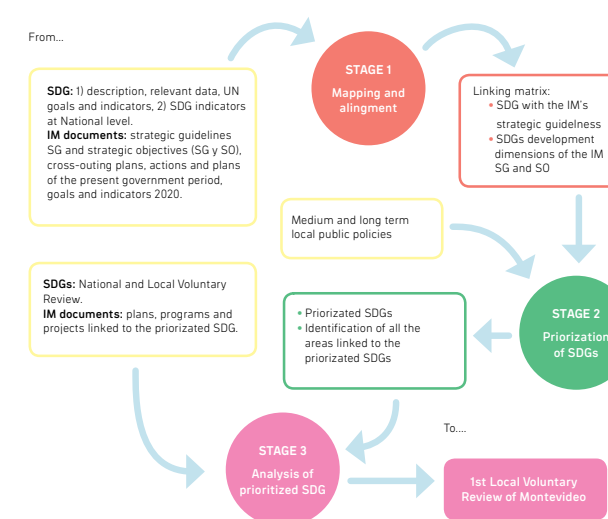 From...
SDG: 1) description, relevant data, UN
goals and indicators, 2) SDG indicators
at National level.
IM documents: strategic guidelines
SG and strategic objectives (SG y SO),
cross-outing plans, actions and plans
of the present government period,
goals and indicators 2020.
STAGE 1
Mapping and
alingment
Linking matrix:
• SDG with the IM's
strategic guidelness
• SDGs development
dimensions of the IM
SG and SO
Medium and long term
local public policies
STAGE 2
Priorization
of SDGs
• Priorizated SDGs
• Identification of all the
areas linked to the
priorizated SDGs
SDGs: National and Local Voluntary
Review.
IM documents: plans, programs and
projects linked to the priorizated SDG.
STAGE 3
Analysis of
prioritized SDG
To....
1st Local Voluntary
Review of Montevideo